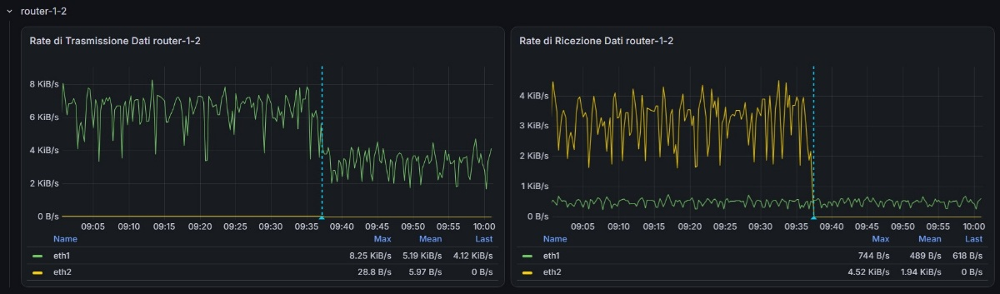 router-1-2
Rate di Trasmissione Dati router-1-2
8 KiB/s
6 KiB/s
4 KiB/s
2 KiB/s
0 B/s
09:05 09:10 09:15 09:20 09:25 09:30 09:35 09:40 09:45 09:50 09:55 10:00
Name Max Mean Last
eth1 8.25 KiB/s 5.19 KiB/s 4.12 KiB/s
eth2 28.8 B/s 5.97 B/s 0 B/s
Rate di Ricezione Dati router-1-2
4 KiB/s
3 KiB/s
2 KiB/s
1 KiB/s
0 B/s
09:05 09:10 09:15 09:20 09:25 09:30 09:35 09:40 09:45 09:50 09:55 10:00
Name Max Mean Last
eth1 744 B/s 489 B/s 618 B/s
eth2 4.52 KiB/s 1.94 KiB/s 0 B/s